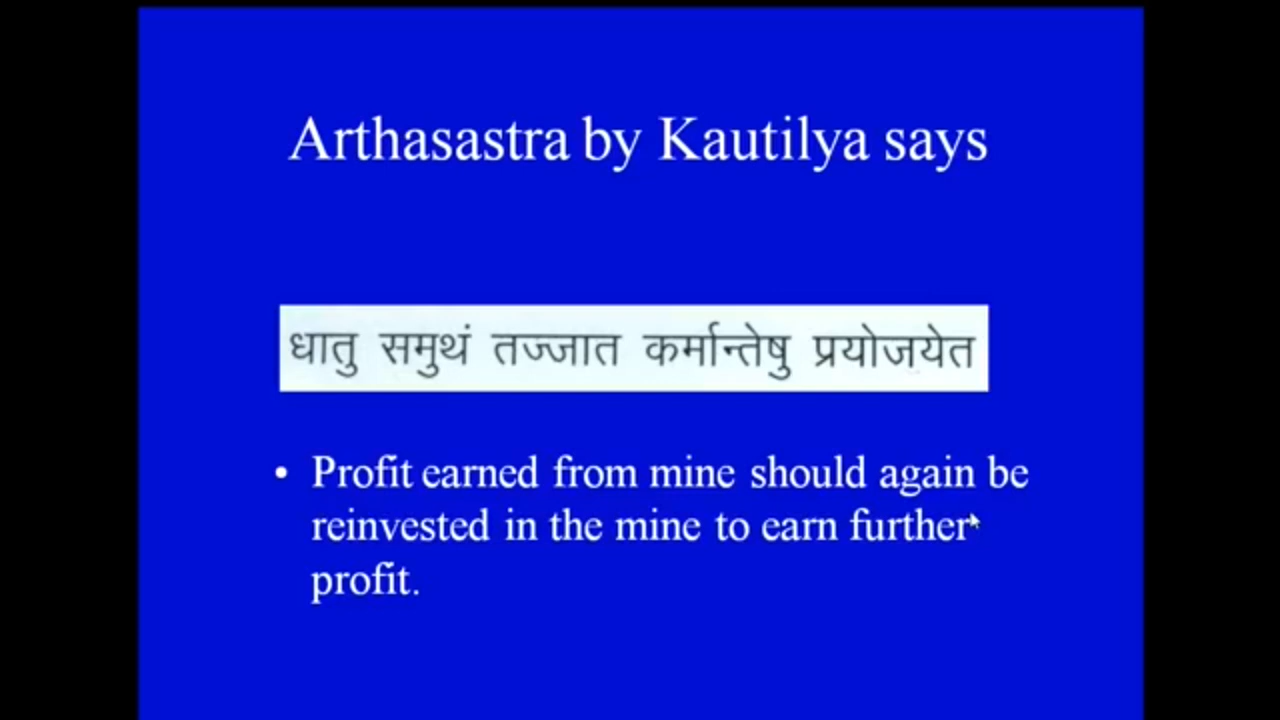 Arthasastra by Kautilya says
धातु समुथं तज्जात कर्मान्तेषु प्रयोजयेत
• Profit earned from mine should again be
reinvested in the mine to earn further
profit.